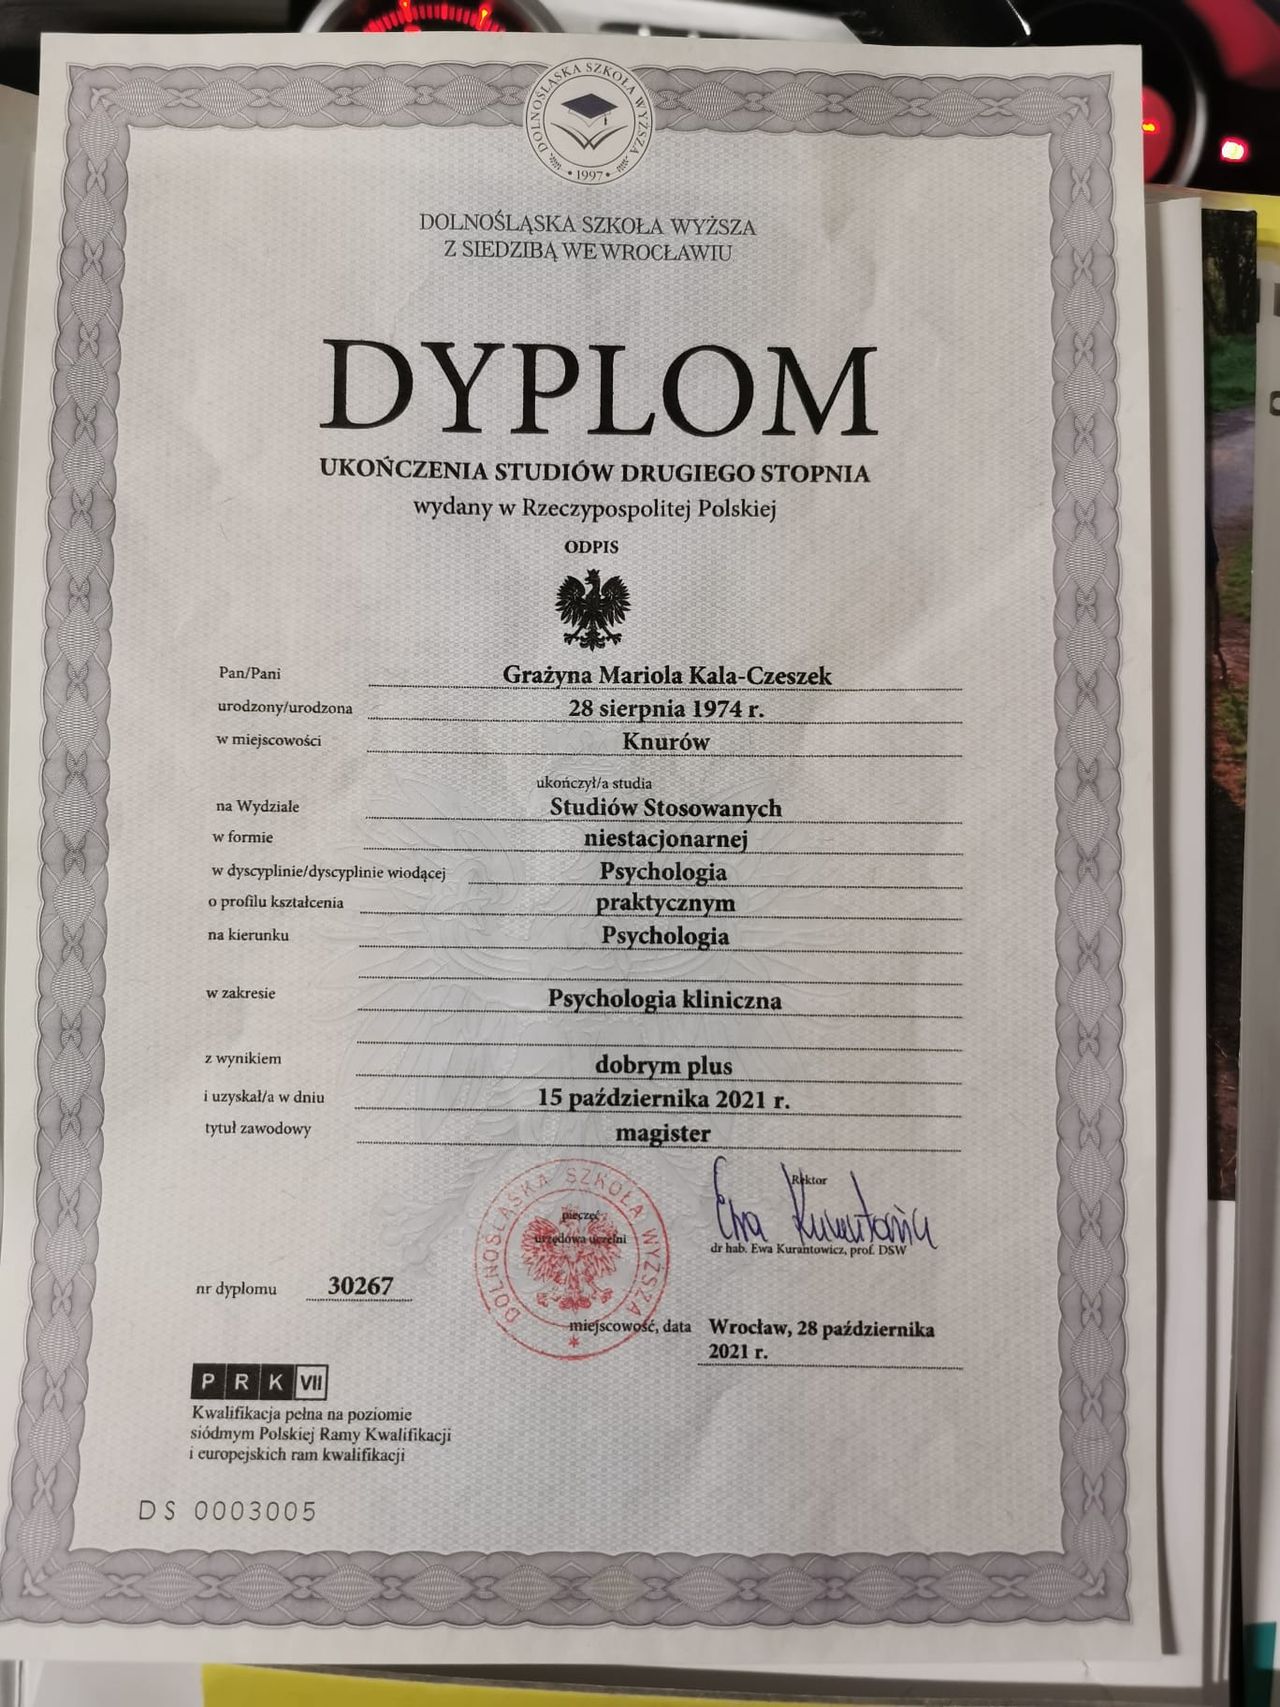 DOLNOŚLĄSKA SZKOŁA WYŻSZA
• 1997 •
DOLNOŚLĄSKA SZKOŁA WYŻSZA
Z SIEDZIBĄ WE WROCŁAWIU
DYPLOM
UKOŃCZENIA STUDIÓW DRUGIEGO STOPNIA
wydany w Rzeczypospolitej Polskiej
ODPIS
Pan/Pani Grażyna Mariola Kala-Czeszek
urodzony/urodzona 28 sierpnia 1974 r.
w miejscowości Knurów
ukończył/a studia
na Wydziale Studiów Stosowanych
w formie niestacjonarnej
w dyscyplinie/dyscyplinie wiodącej Psychologia
o profilu kształcenia praktycznym
na kierunku Psychologia
w zakresie Psychologia kliniczna
z wynikiem dobrym plus
i uzyskał/a w dniu 15 października 2021 r.
tytuł zawodowy magister
DOLNOŚLĄSKA SZKOŁA WYŻSZA
pieczęć
urzędowa uczelni
Rektor
Ewa Kurantowicz
dr hab. Ewa Kurantowicz, prof. DSW
nr dyplomu 30267
miejscowość, data Wrocław, 28 października
2021 r.
P R K VII
Kwalifikacja pełna na poziomie
siódmym Polskiej Ramy Kwalifikacji
i europejskich ram kwalifikacji
DS 0003005